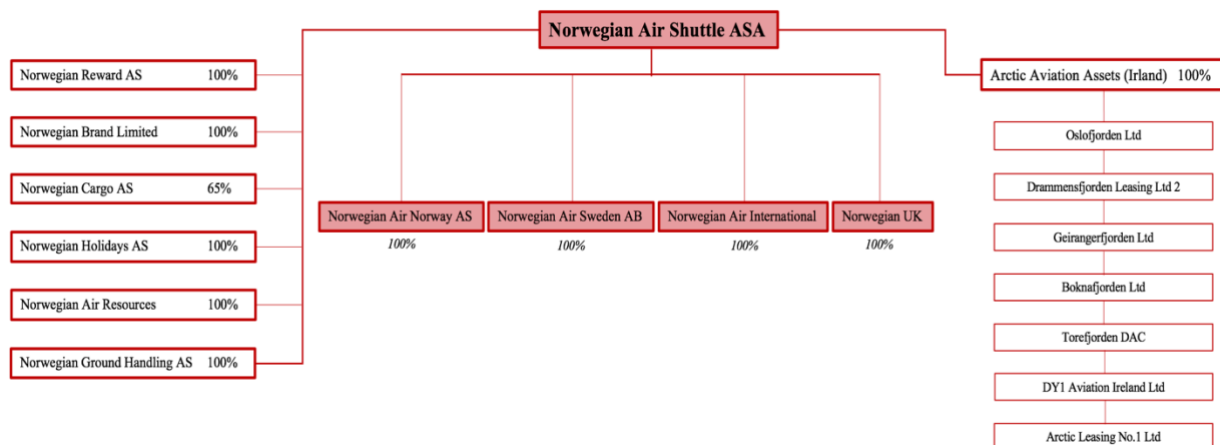 Norwegian Air Shuttle ASA
Norwegian Reward AS 100%
Norwegian Brand Limited 100%
Norwegian Cargo AS 65%
Norwegian Holidays AS 100%
Norwegian Air Resources 100%
Norwegian Ground Handling AS 100%
Norwegian Air Norway AS
100%
Norwegian Air Sweden AB
100%
Norwegian Air International
100%
Norwegian UK
100%
Arctic Aviation Assets (Irland) 100%
Oslofjorden Ltd
Drammensfjorden Leasing Ltd 2
Geirangerfjorden Ltd
Boknafjorden Ltd
Torefjorden DAC
DY1 Aviation Ireland Ltd
Arctic Leasing No.1 Ltd